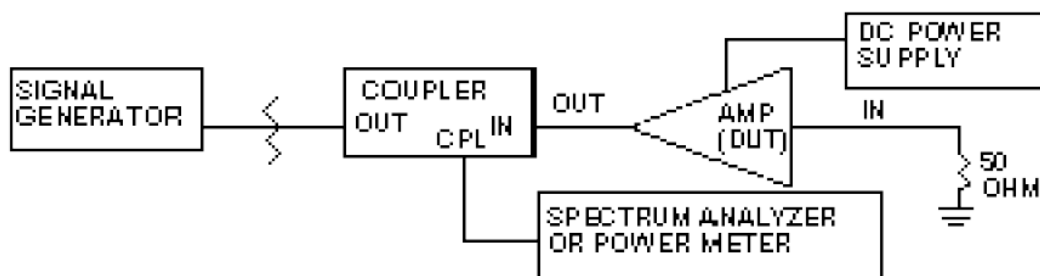 SIGNAL
GENERATOR
COUPLER
OUT
CPL
IN
OUT
AMP
(DUT)
DC POWER
SUPPLY
IN
50
OHM
SPECTRUM ANALYZER
OR POWER METER